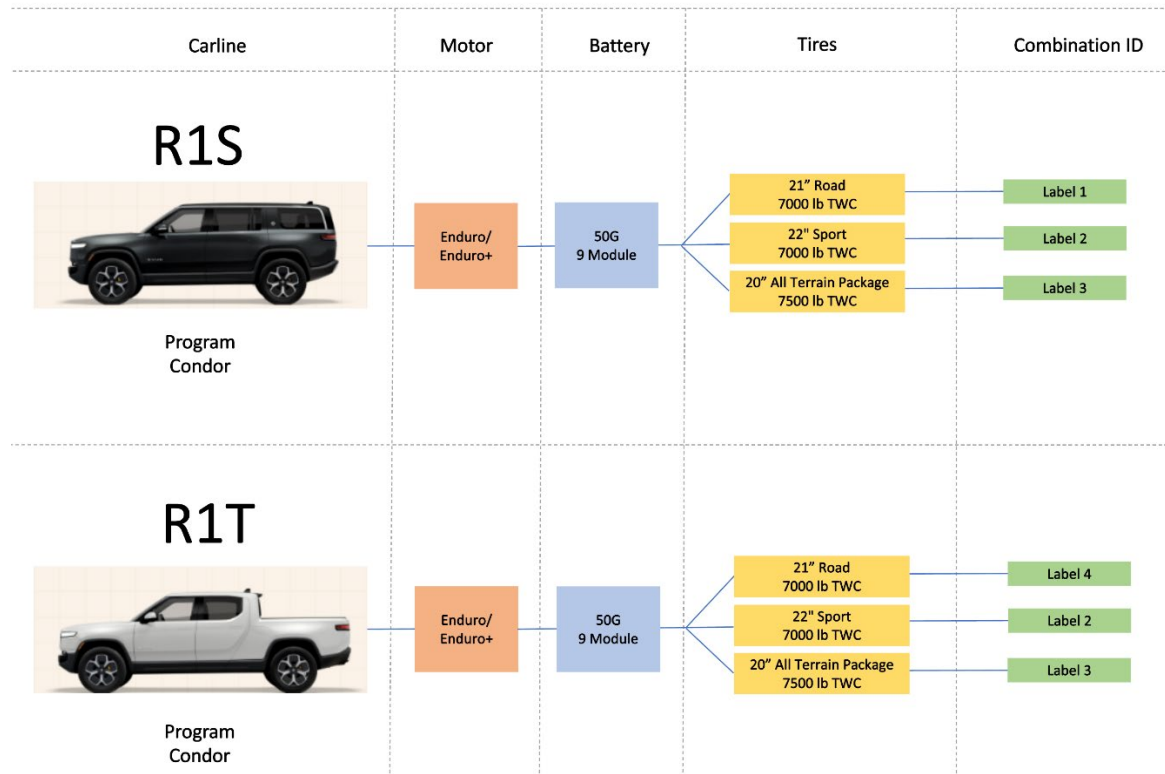 Carline
Motor
Battery
Tires
Combination ID
R1S
Program
Condor
Enduro/
Enduro+
50G
9 Module
21” Road
7000 lb TWC
22" Sport
7000 lb TWC
20” All Terrain Package
7500 lb TWC
Label 1
Label 2
Label 3
R1T
Program
Condor
Enduro/
Enduro+
50G
9 Module
21” Road
7000 lb TWC
22" Sport
7000 lb TWC
20” All Terrain Package
7500 lb TWC
Label 4
Label 2
Label 3